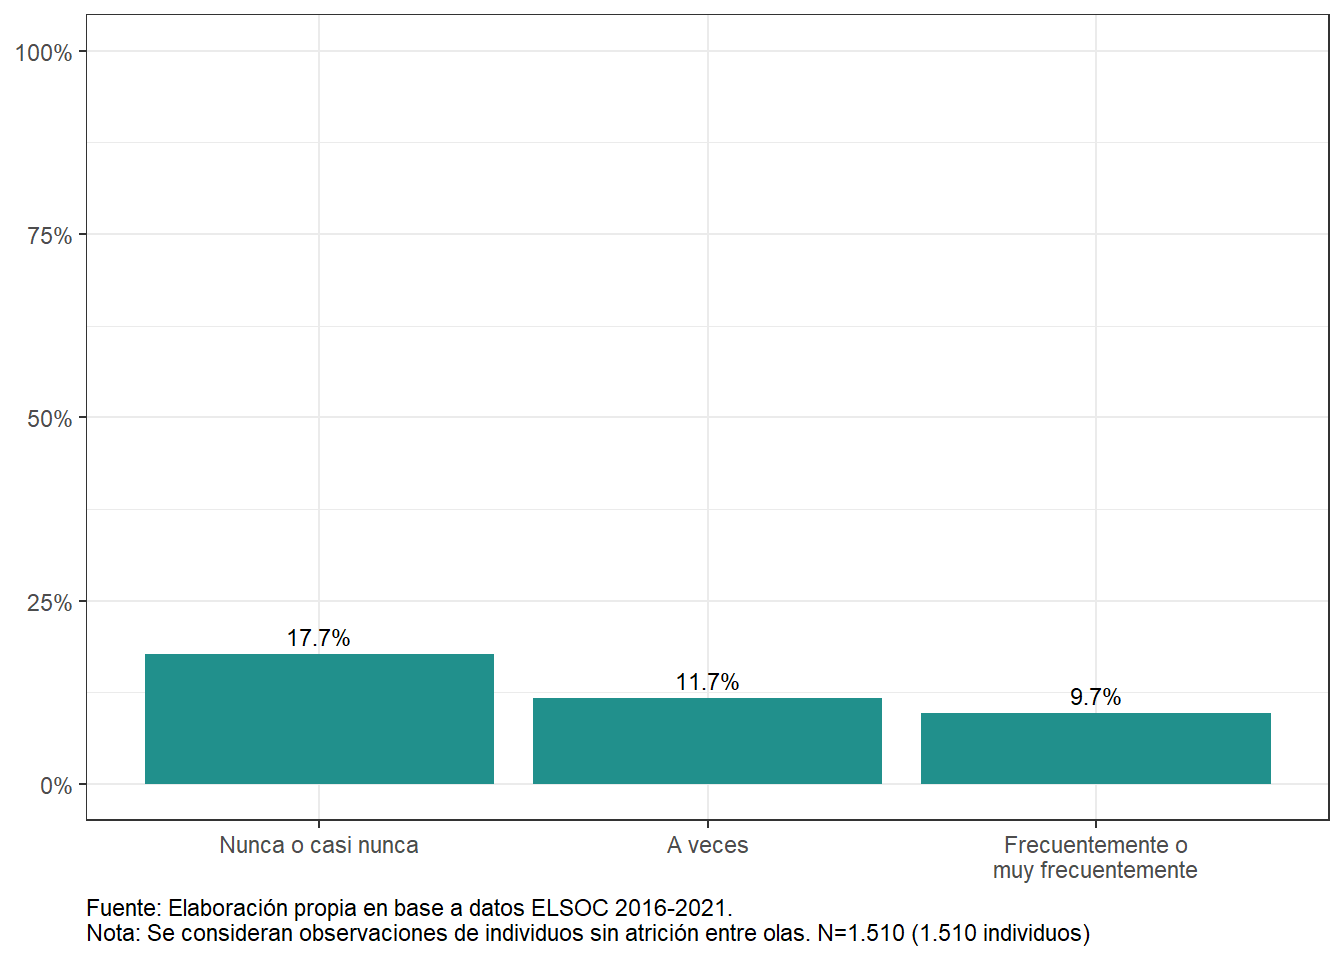 100%
75%
50%
25%
0%
17.7%
11.7%
9.7%
Nunca o casi nunca
A veces
Frecuentemente o
muy frecuentemente
Fuente: Elaboración propia en base a datos ELSOC 2016-2021.
Nota: Se consideran observaciones de individuos sin atrición entre olas. N=1.510 (1.510 individuos)